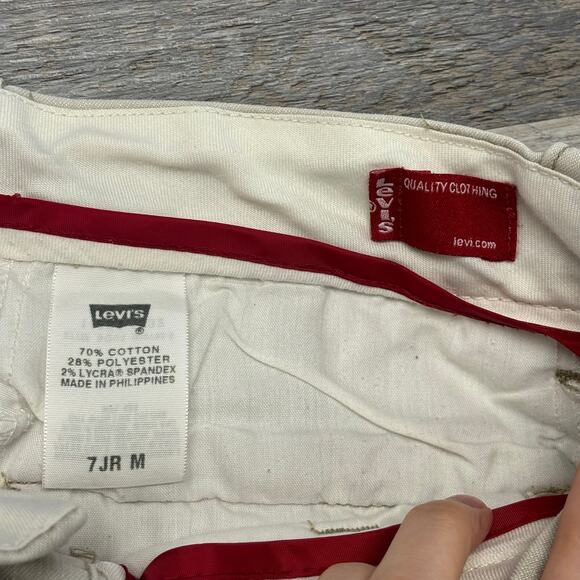 LEVI'S
®
QUALITY CLOTHING
levi.com
LEVI'S
®
70% COTTON
28% POLYESTER
2% LYCRA® SPANDEX
MADE IN PHILIPPINES
7JR M